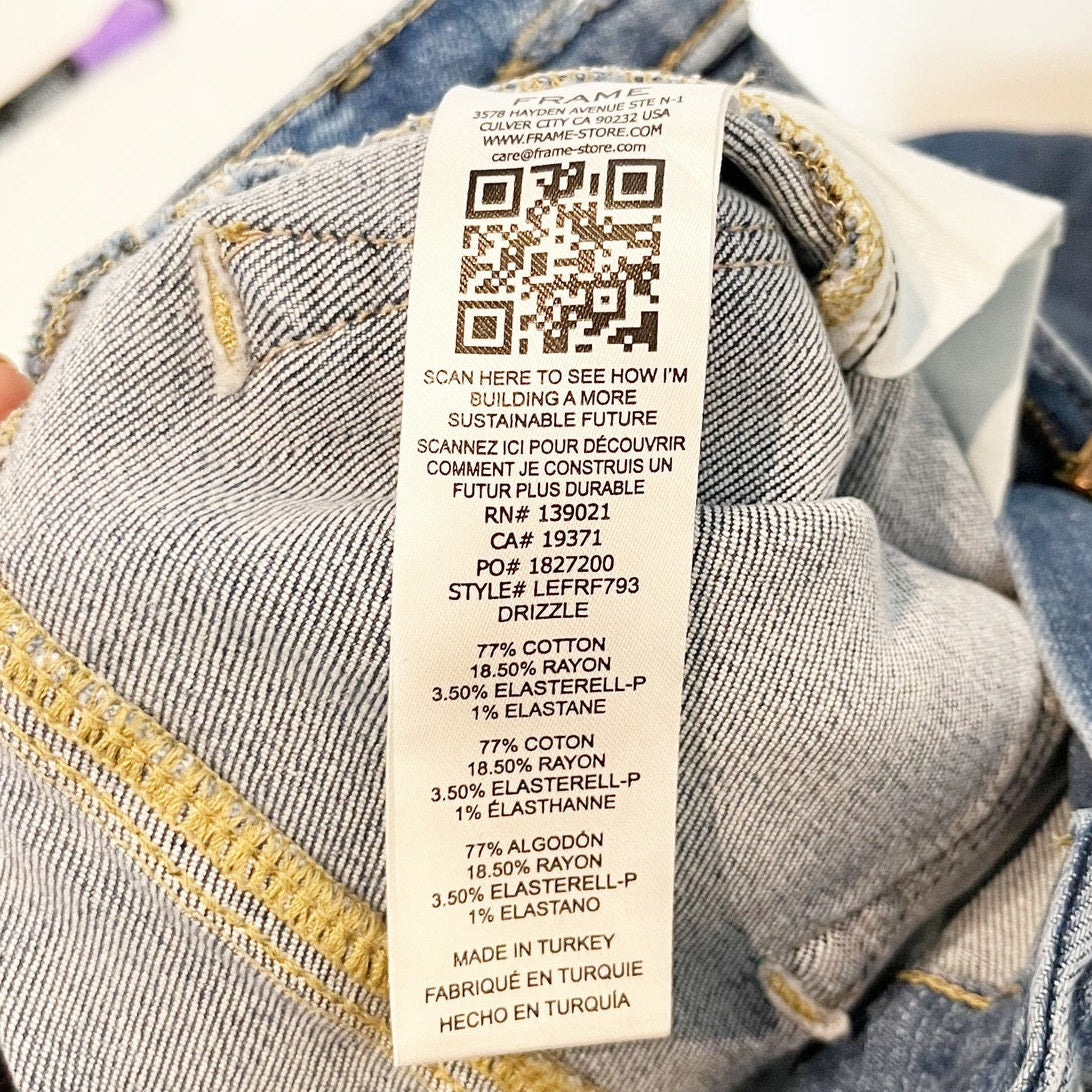 FRAME
3578 HAYDEN AVENUE STE N-1
CULVER CITY CA 90232 USA
WWW.FRAME-STORE.COM
care@frame-store.com
SCAN HERE TO SEE HOW I'M
BUILDING A MORE
SUSTAINABLE FUTURE
SCANNEZ ICI POUR DÉCOUVRIR
COMMENT JE CONSTRUIS UN
FUTUR PLUS DURABLE
RN# 139021
CA# 19371
PO# 1827200
STYLE# LEFRF793
DRIZZLE
77% COTTON
18.50% RAYON
3.50% ELASTERELL-P
1% ELASTANE
77% COTON
18.50% RAYON
3.50% ELASTERELL-P
1% ÉLASTHANNE
77% ALGODÓN
18.50% RAYON
3.50% ELASTERELL-P
1% ELASTANO
MADE IN TURKEY
FABRIQUÉ EN TURQUIE
HECHO EN TURQUÍA